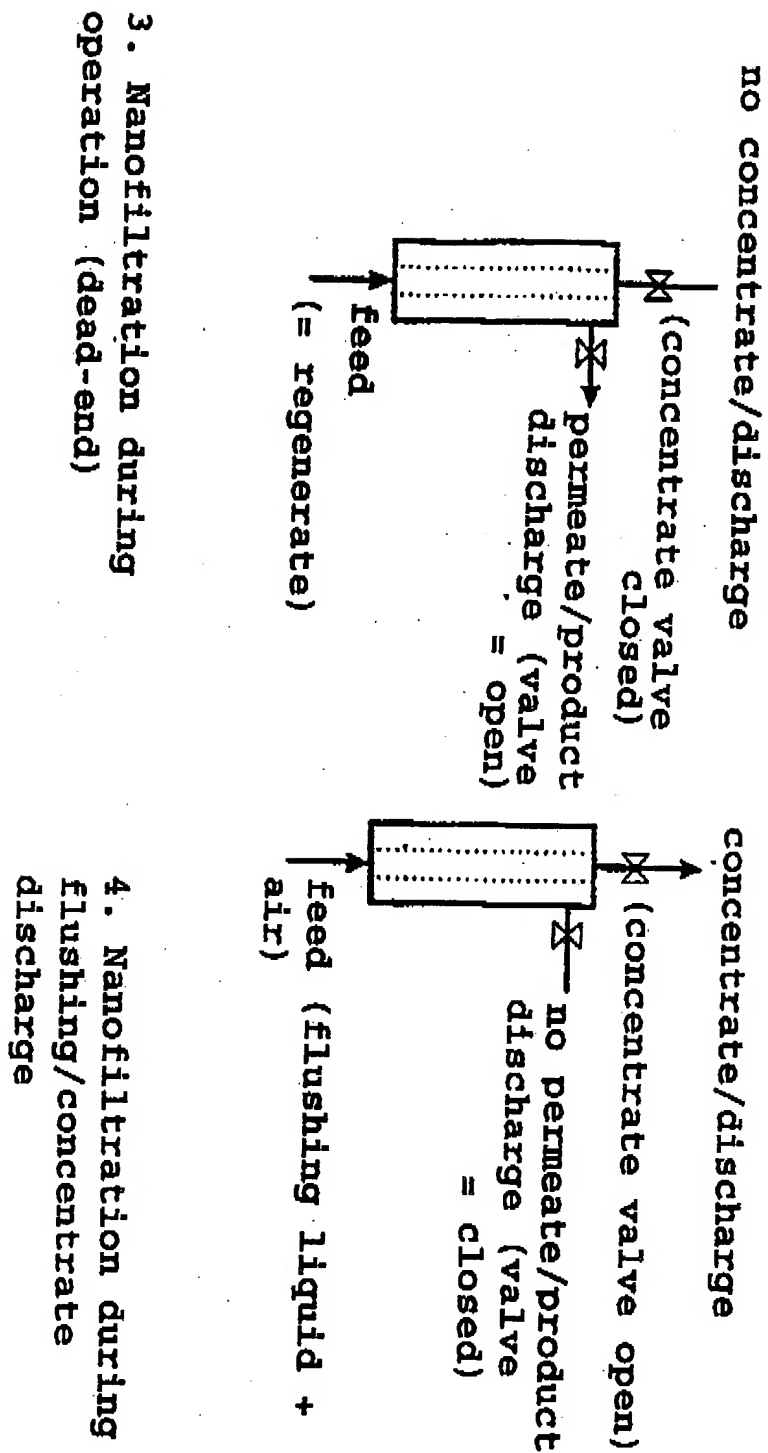 no concentrate/discharge
(concentrate valve
closed)
permeate/product
discharge (valve
= open)
feed
(= regenerate)
3. Nanofiltration during
operation (dead-end)
concentrate/discharge
(concentrate valve open)
no permeate/product
discharge (valve
= closed)
feed (flushing liquid +
air)
4. Nanofiltration during
flushing/concentrate
discharge